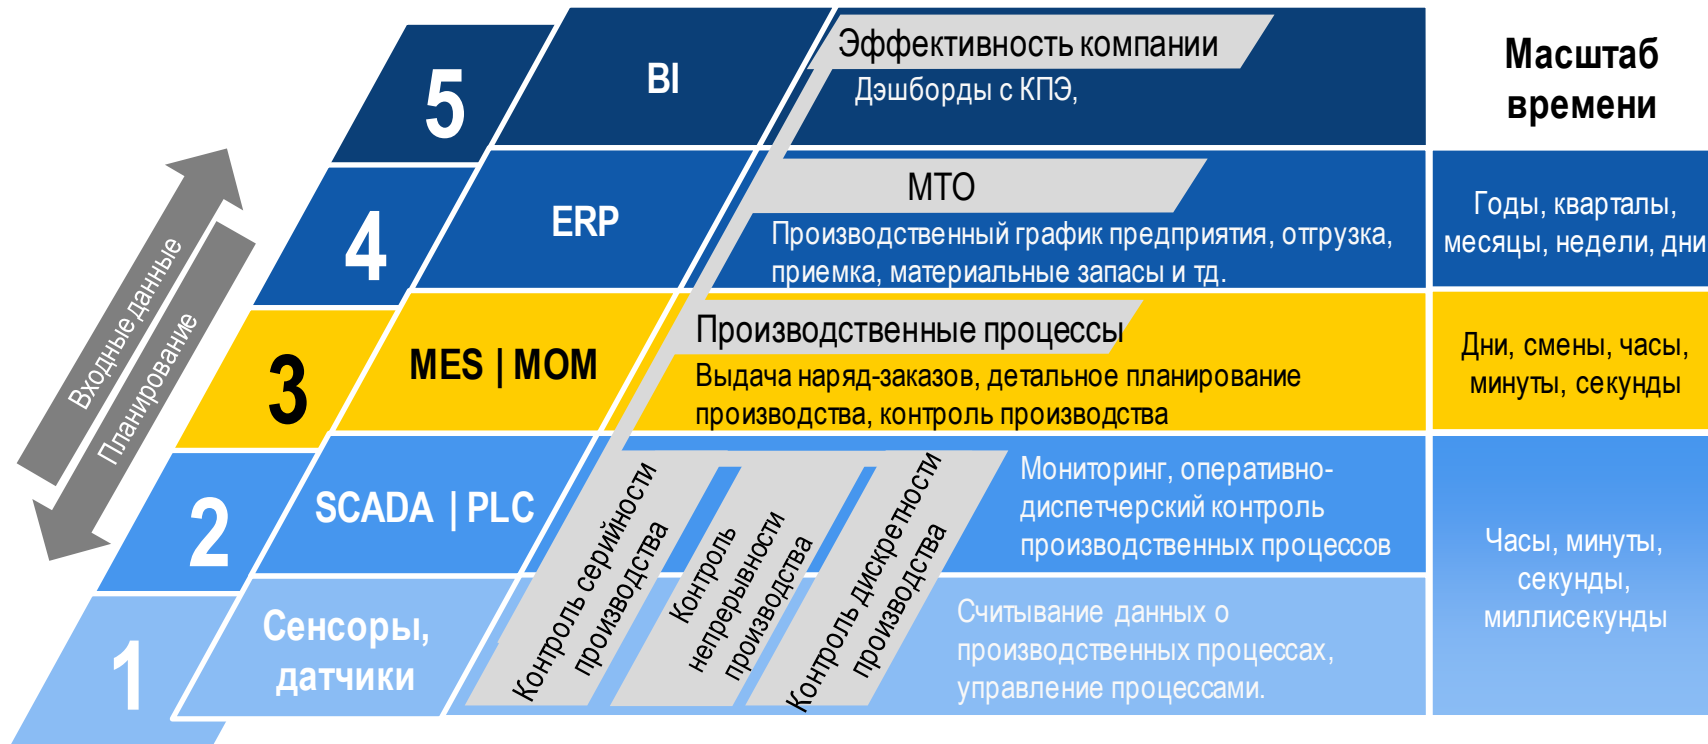 Масштаб
времени
5
BI
Эффективность компании
Дэшборды с КПЭ,
4
ERP
МТО
Производственный график предприятия, отгрузка,
приемка, материальные запасы и тд.
Годы, кварталы,
месяцы, недели, дни
Входные данные
Планирование
3
MES | MOM
Производственные процессы
Выдача наряд-заказов, детальное планирование
производства, контроль производства
Дни, смены, часы,
минуты, секунды
2
SCADA | PLC
Контроль серийности
производства
Контроль
непрерывности
производства
Контроль дискретности
производства
Мониторинг, оперативно-
диспетчерский контроль
производственных процессов
Часы, минуты,
секунды,
миллисекунды
1
Сенсоры,
датчики
Считывание данных о
производственных процессах,
управление процессами.